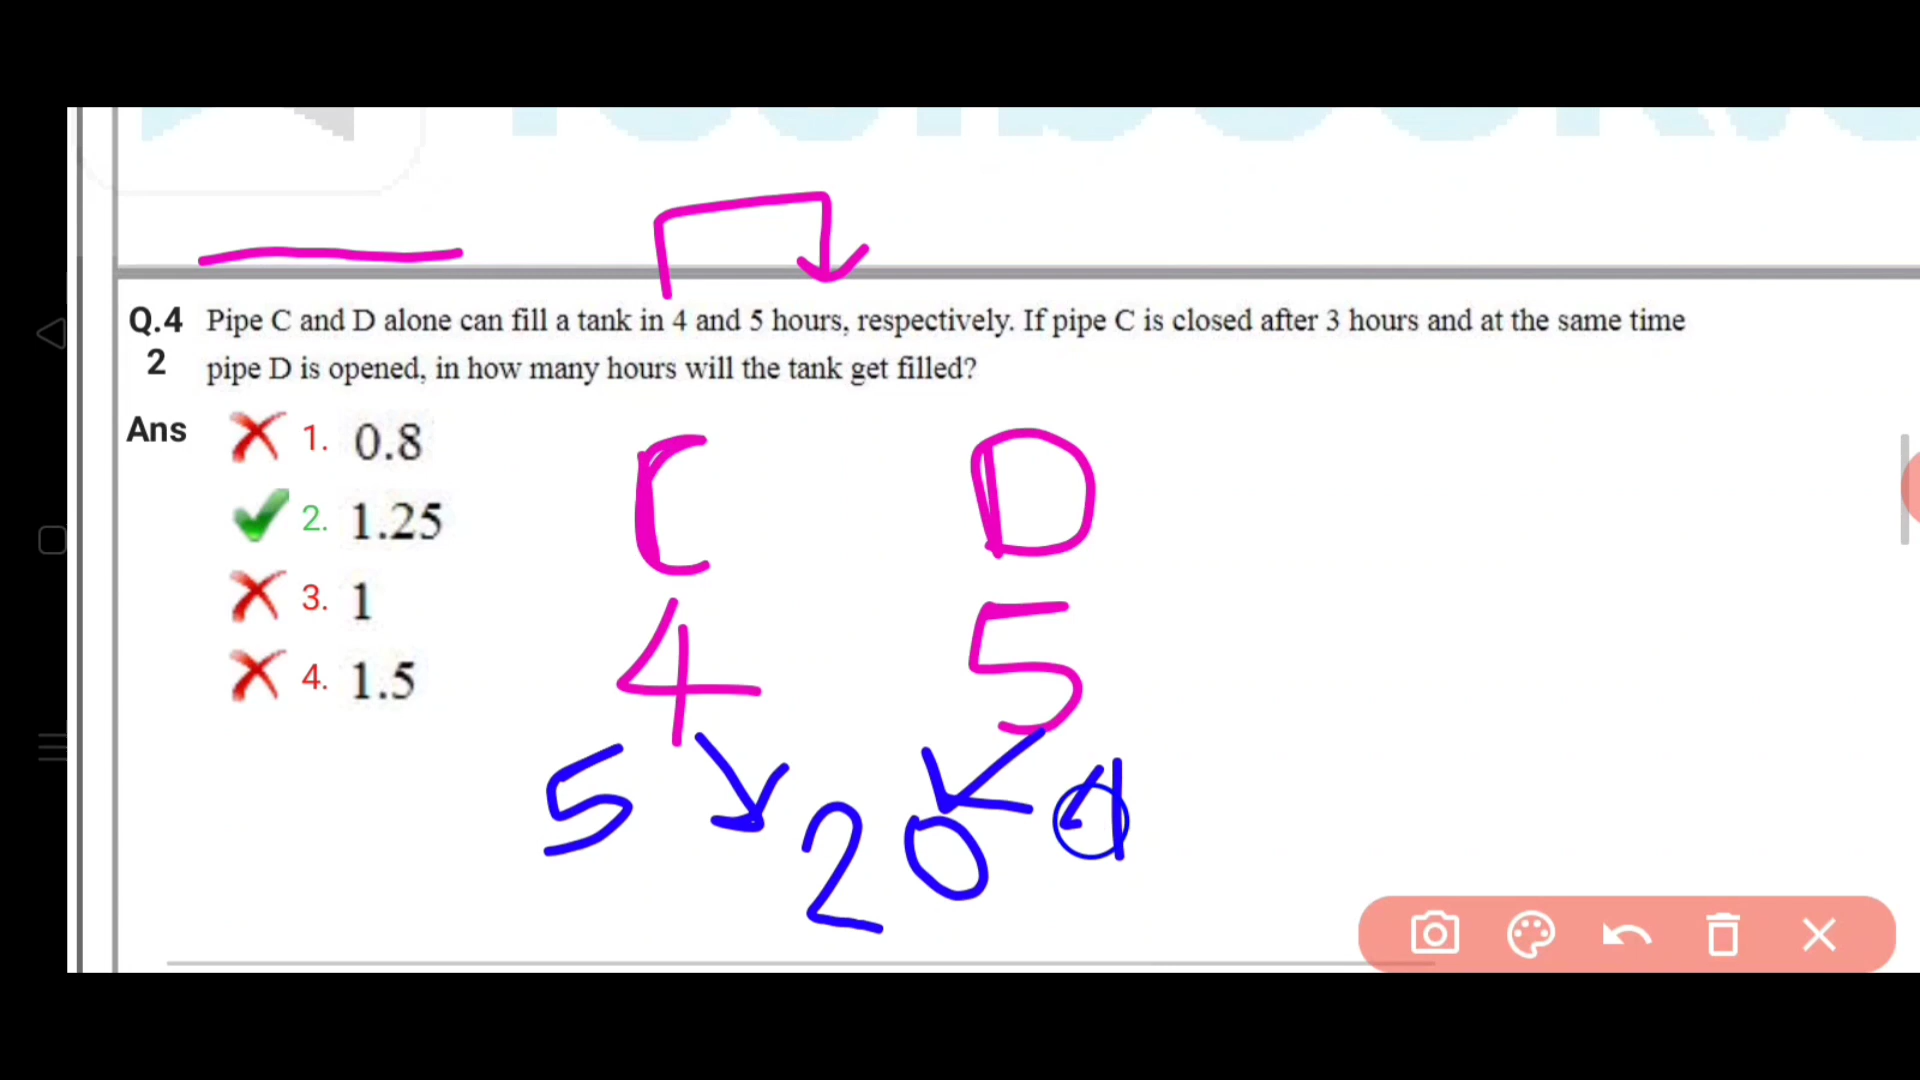 Q.4 Pipe C and D alone can fill a tank in 4 and 5 hours, respectively. If pipe C is closed after 3 hours and at the same time
2 pipe D is opened, in how many hours will the tank get filled?
Ans 1. 0.8
2. 1.25
3. 1
4. 1.5
C D
4 5
5 20 4